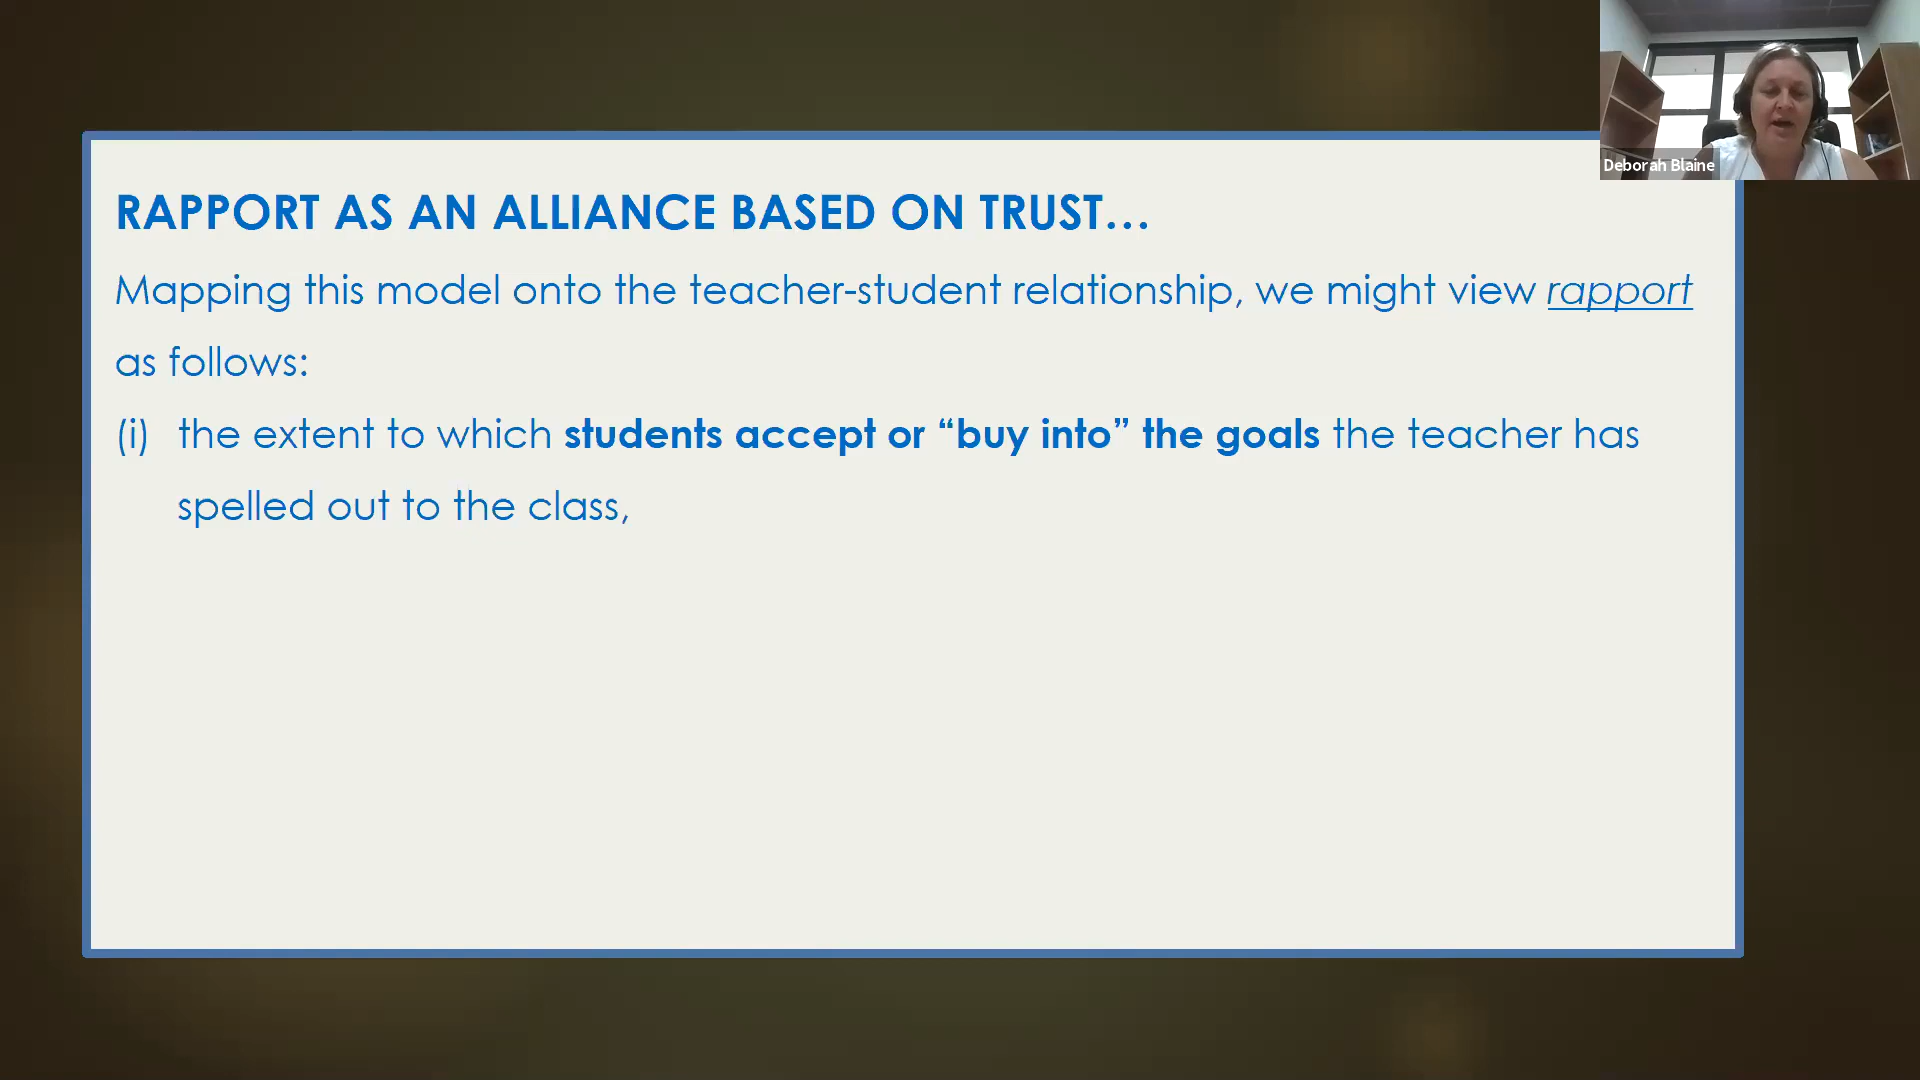 Deborah Blaine
RAPPORT AS AN ALLIANCE BASED ON TRUST…
Mapping this model onto the teacher-student relationship, we might view rapport
as follows:
(i) the extent to which students accept or “buy into” the goals the teacher has
spelled out to the class,